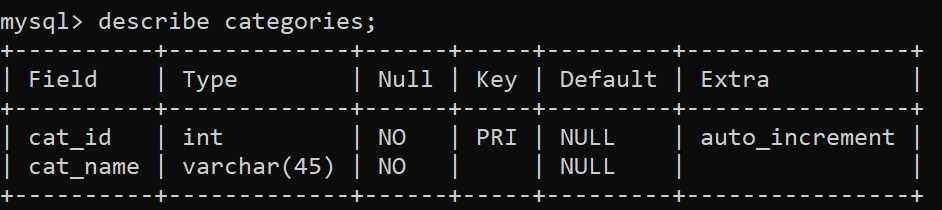 mysql> describe categories;
+----------+-------------+------+-----+---------+----------------+
| Field    | Type        | Null | Key | Default | Extra          |
+----------+-------------+------+-----+---------+----------------+
| cat_id   | int         | NO   | PRI | NULL    | auto_increment |
| cat_name | varchar(45) | NO   |     | NULL    |                |
+----------+-------------+------+-----+---------+----------------+